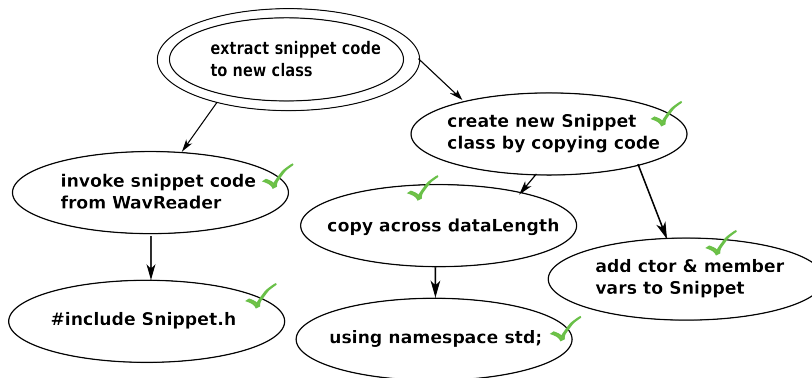 extract snippet code
to new class
create new Snippet
class by copying code
invoke snippet code
from WavReader
copy across dataLength
add ctor & member
vars to Snippet
#include Snippet.h
using namespace std;